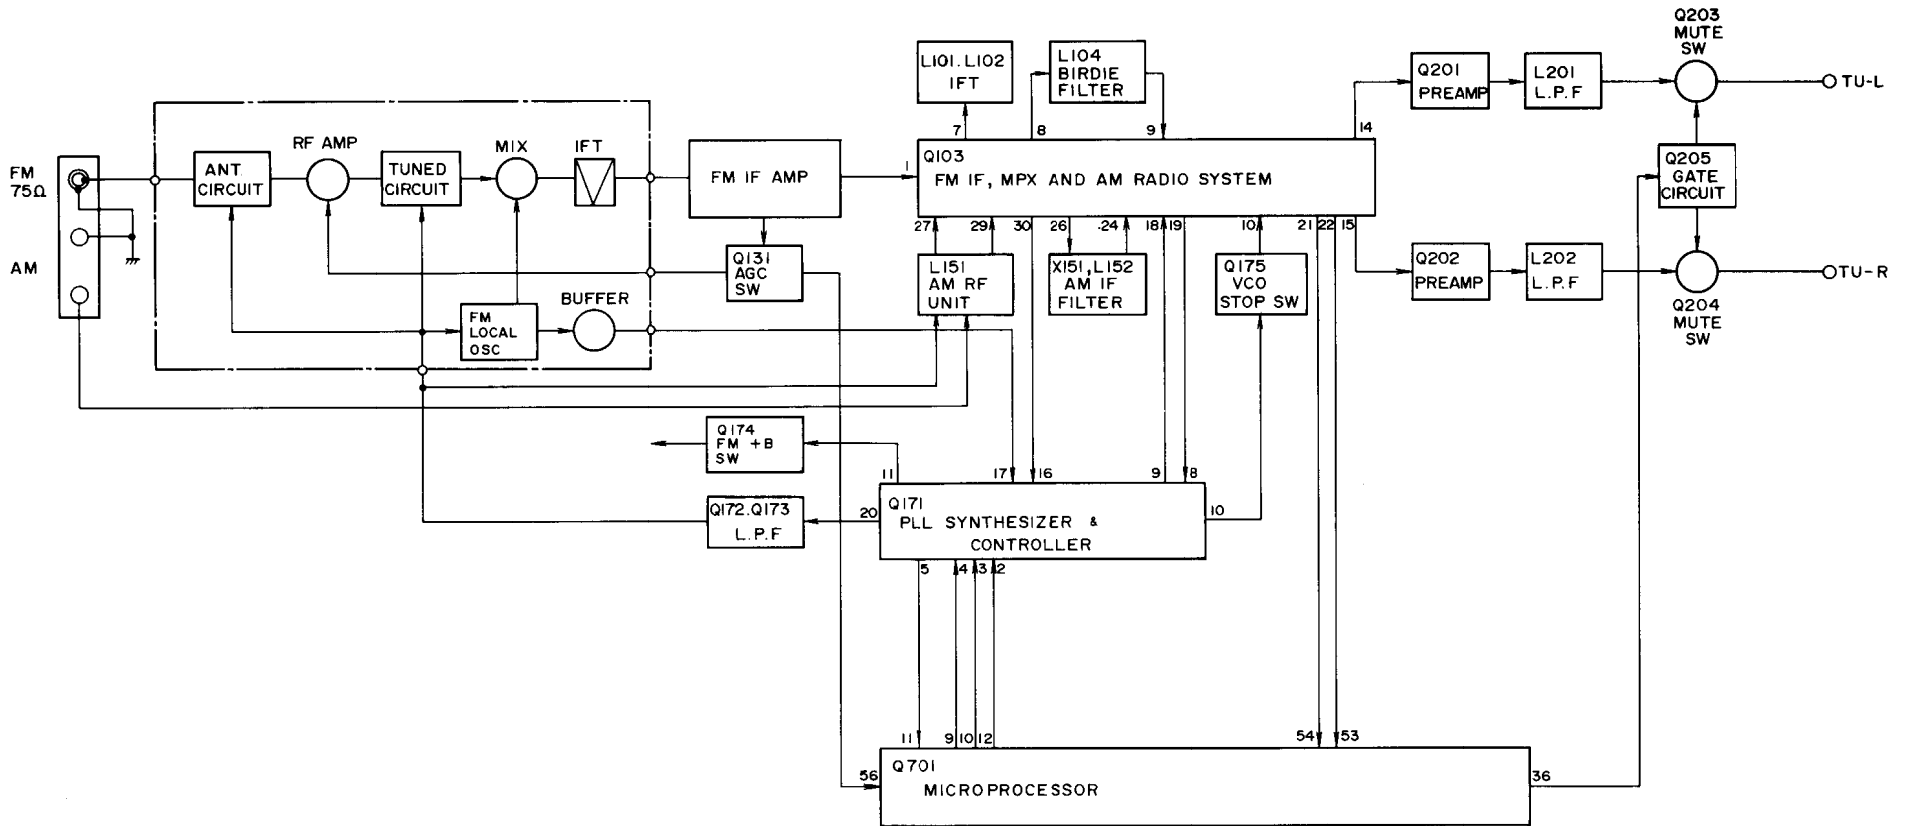 FM
75Ω
AM
ANT.
CIRCUIT
RF AMP
TUNED
CIRCUIT
MIX
IFT
FM
LOCAL
OSC
BUFFER
FM IF AMP
Q131
AGC
SW
L101. L102
IFT
L104
BIRDIE
FILTER
7
8
9
14
1
Q103
FM IF, MPX AND AM RADIO SYSTEM
27
29
30
26
24
18
19
10
21
22
15
L151
AM RF
UNIT
X151, L152
AM IF
FILTER
Q175
VCO
STOP SW
Q201
PREAMP
L201
L.P.F
Q203
MUTE
SW
TU-L
Q205
GATE
CIRCUIT
Q202
PREAMP
L202
L.P.F
Q204
MUTE
SW
TU-R
Q174
FM +B
SW
Q172.Q173
L.P.F
11
17
16
9
8
20
Q171
PLL SYNTHESIZER &
CONTROLLER
10
5
4
3
2
11
9
10
12
54
53
56
Q701
MICROPROCESSOR
36